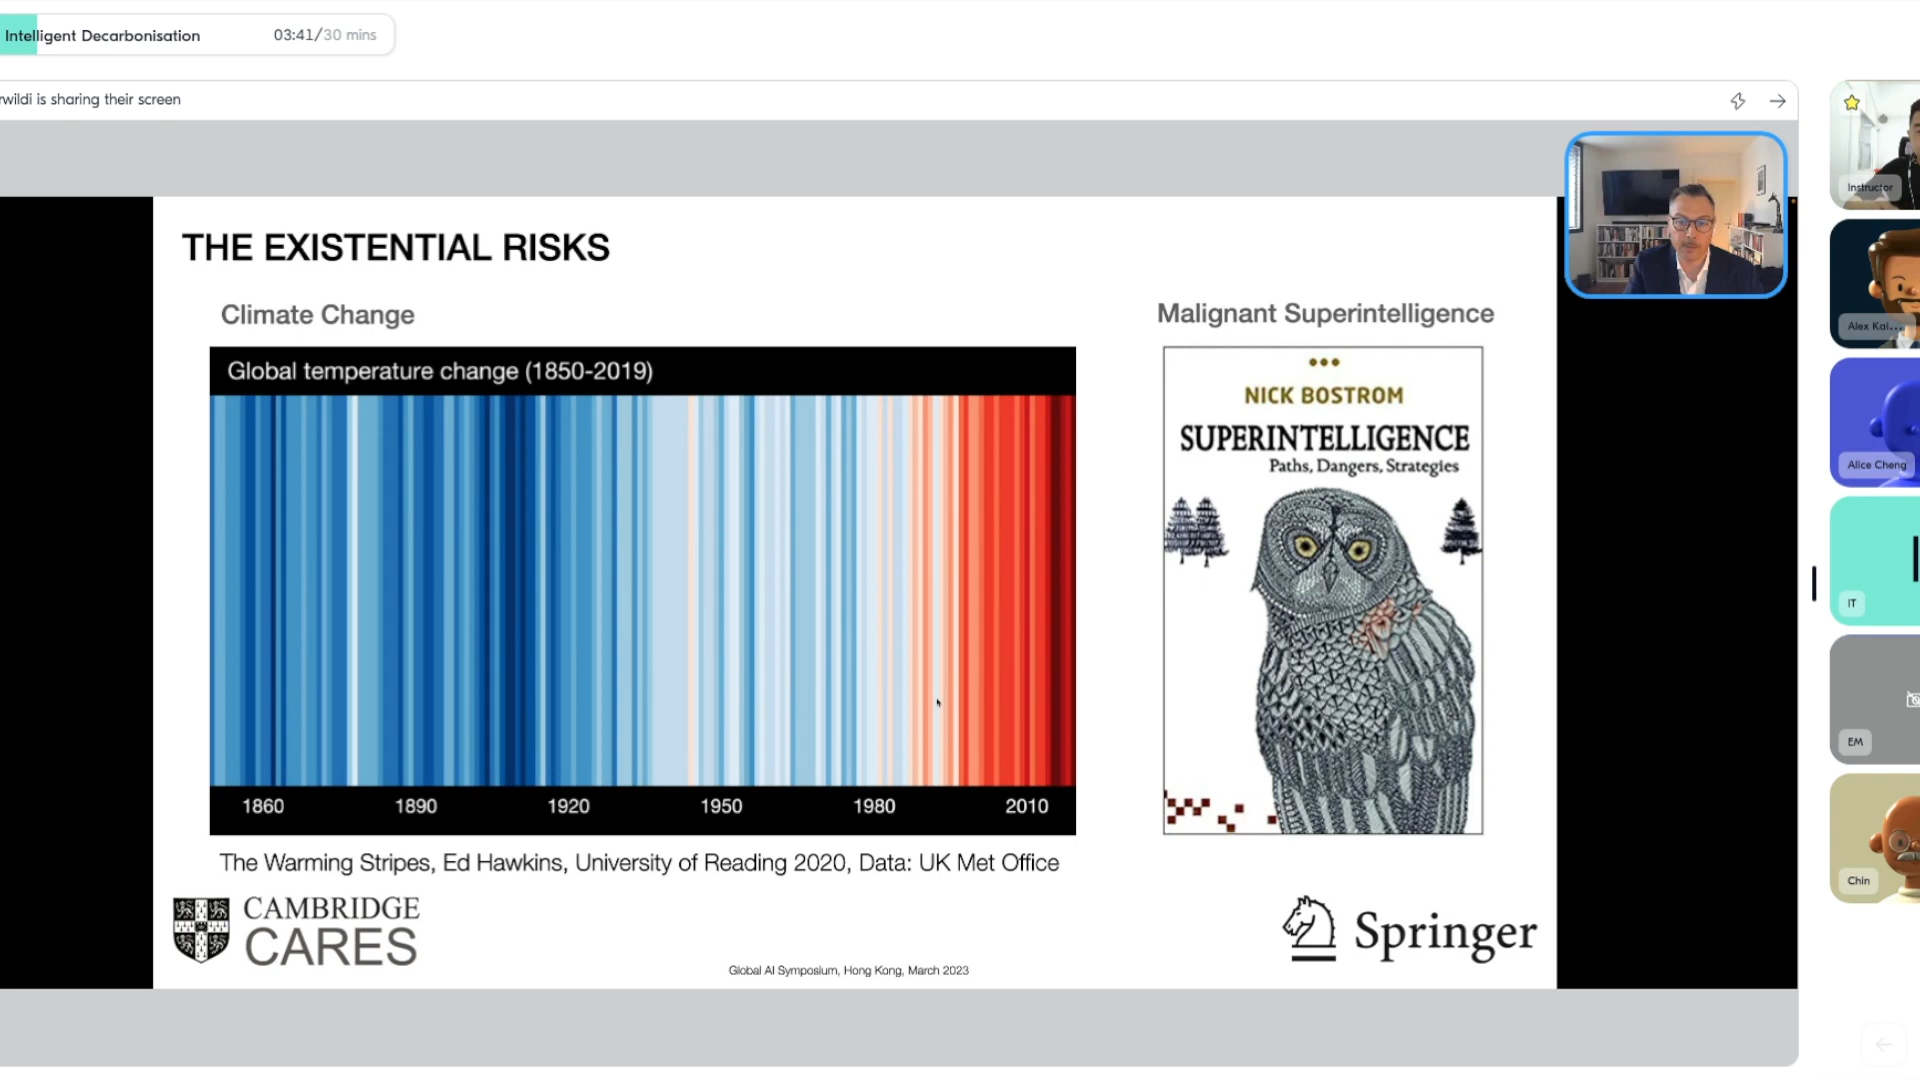 Intelligent Decarbonisation
03:41/30 mins
rwildi is sharing their screen
THE EXISTENTIAL RISKS
Climate Change
Global temperature change (1850-2019)
1860 1890 1920 1950 1980 2010
The Warming Stripes, Ed Hawkins, University of Reading 2020, Data: UK Met Office
Malignant Superintelligence
NICK BOSTROM
SUPERINTELLIGENCE
Paths, Dangers, Strategies
CAMBRIDGE
CARES
Global AI Symposium, Hong Kong, March 2023
Springer
Instructor
Alex Kai...
Alice Cheng
I
IT
EM
Chin